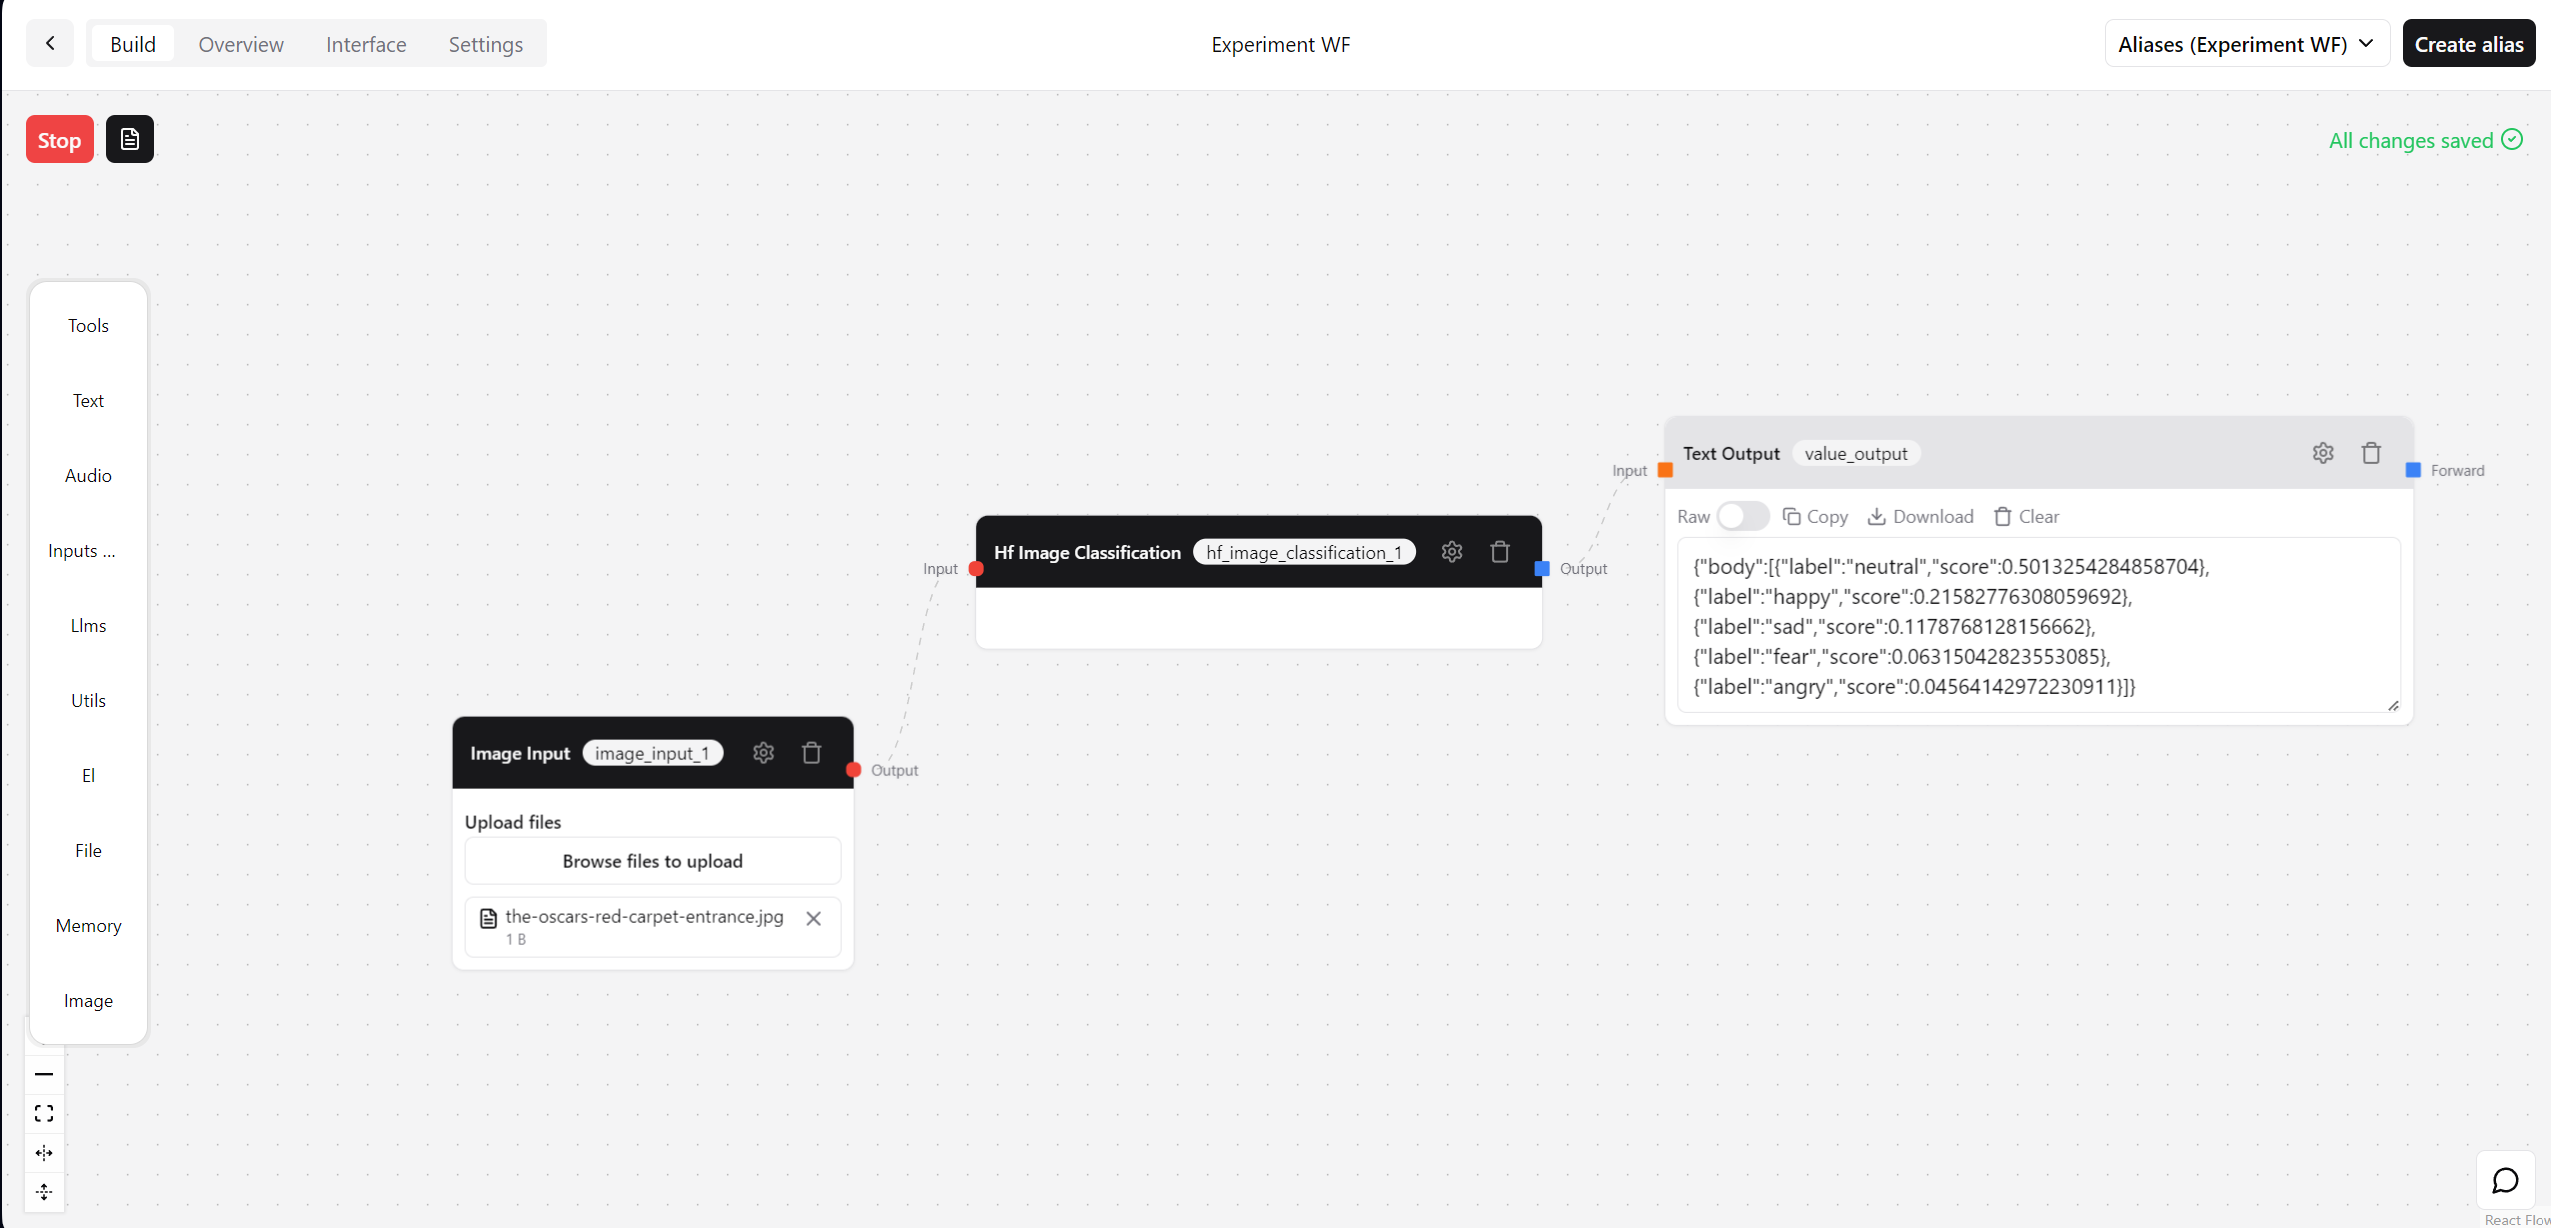 Build
Overview
Interface
Settings
Experiment WF
Aliases (Experiment WF)
Create alias
Stop
All changes saved
Tools
Text
Audio
Inputs ...
Llms
Utils
El
File
Memory
Image
Image Input
image_input_1
Output
Upload files
Browse files to upload
the-oscars-red-carpet-entrance.jpg
1 B
Input
Hf Image Classification
hf_image_classification_1
Output
Input
Text Output
value_output
Forward
Raw
Copy
Download
Clear
{"body":[{"label":"neutral","score":0.5013254284858704},
{"label":"happy","score":0.21582776308059692},
{"label":"sad","score":0.1178768128156662},
{"label":"fear","score":0.06315042823553085},
{"label":"angry","score":0.04564142972230911}]}
React Flow